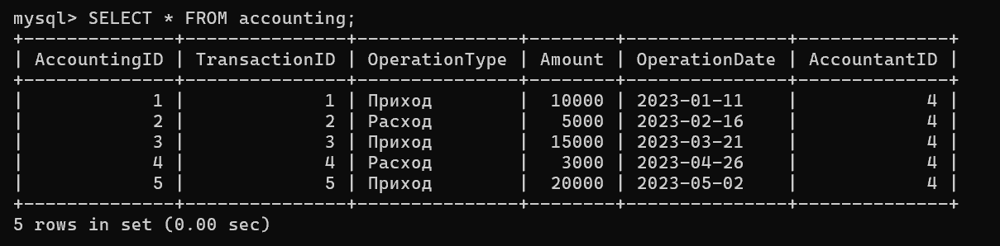 mysql> SELECT * FROM accounting;
+--------------+---------------+---------------+--------+---------------+--------------+
| AccountingID | TransactionID | OperationType | Amount | OperationDate | AccountantID |
+--------------+---------------+---------------+--------+---------------+--------------+
|            1 |             1 | Приход        |  10000 | 2023-01-11    |            4 |
|            2 |             2 | Расход        |   5000 | 2023-02-16    |            4 |
|            3 |             3 | Приход        |  15000 | 2023-03-21    |            4 |
|            4 |             4 | Расход        |   3000 | 2023-04-26    |            4 |
|            5 |             5 | Приход        |  20000 | 2023-05-02    |            4 |
+--------------+---------------+---------------+--------+---------------+--------------+
5 rows in set (0.00 sec)